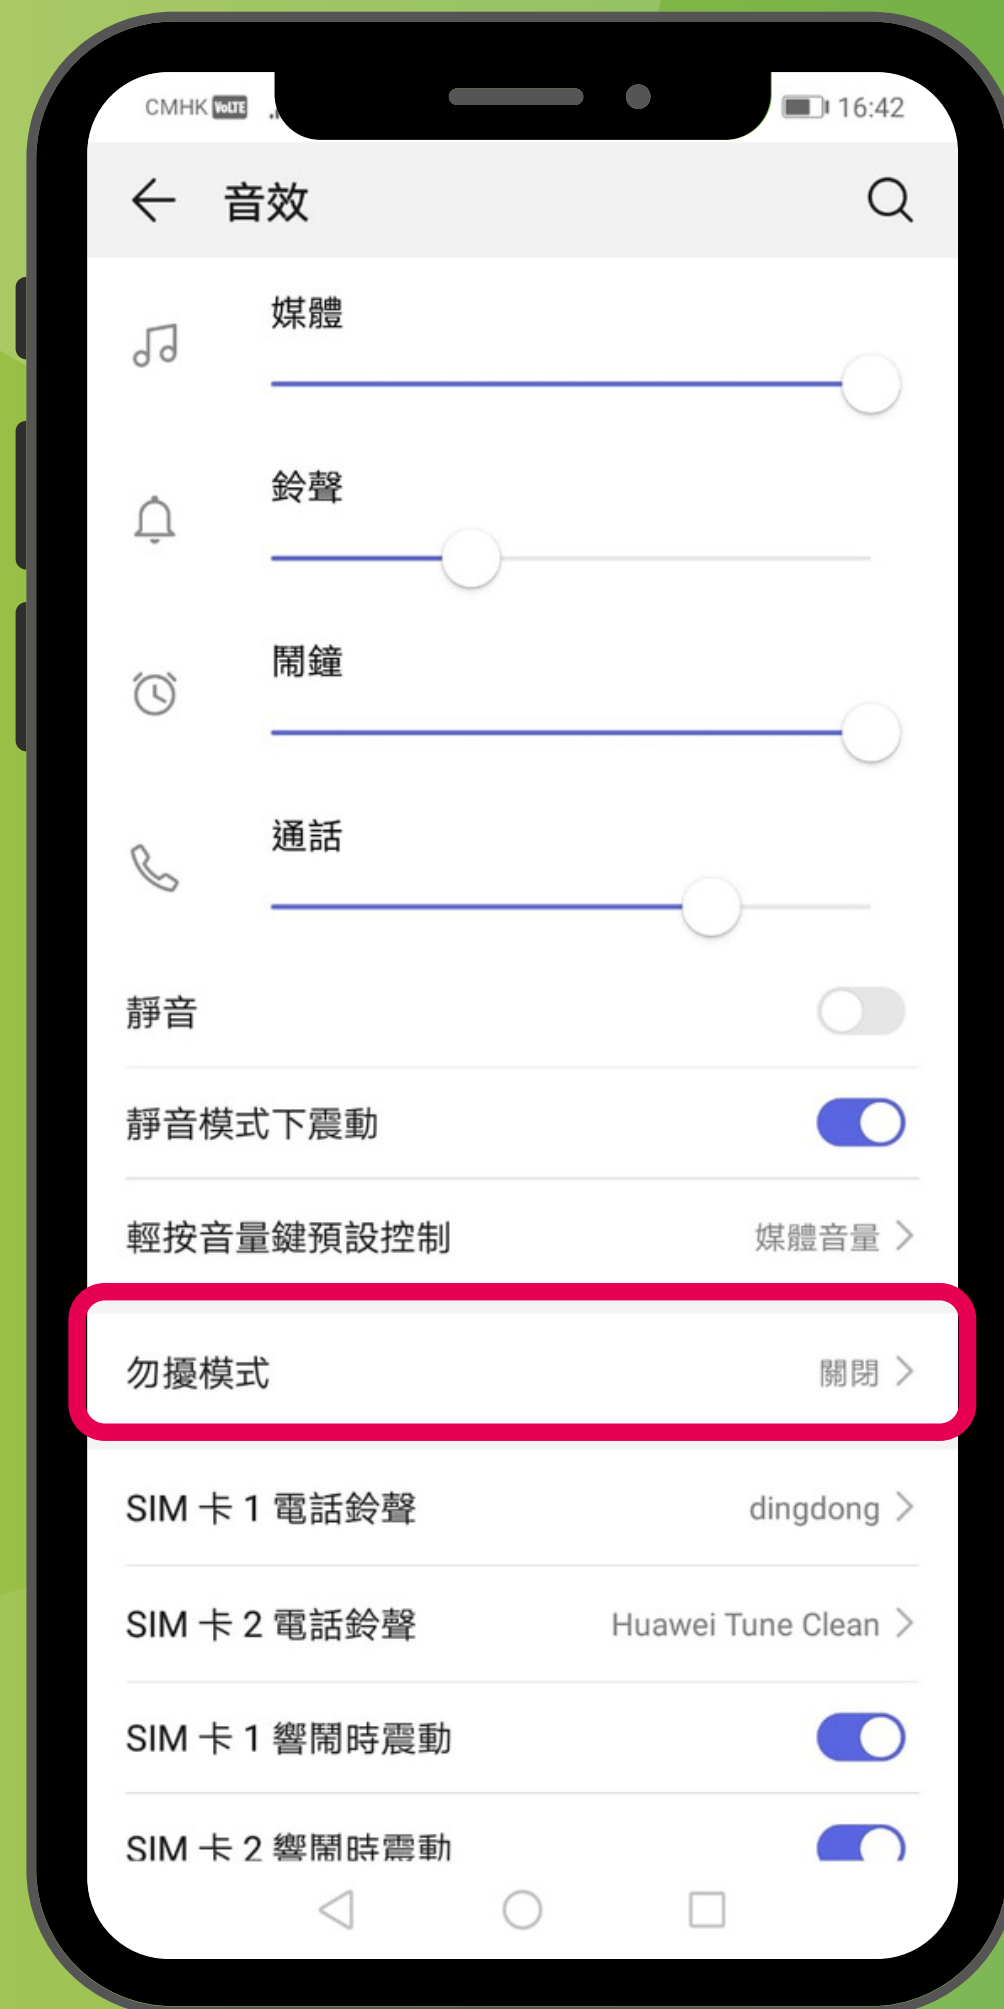 CMHK VoLTE 16:42
音效
媒體
鈴聲
鬧鐘
通話
靜音
靜音模式下震動
輕按音量鍵預設控制 媒體音量
勿擾模式 關閉
SIM 卡 1 電話鈴聲 dingdong
SIM 卡 2 電話鈴聲 Huawei Tune Clean
SIM 卡 1 響鬧時震動
SIM 卡 2 響鬧時震動